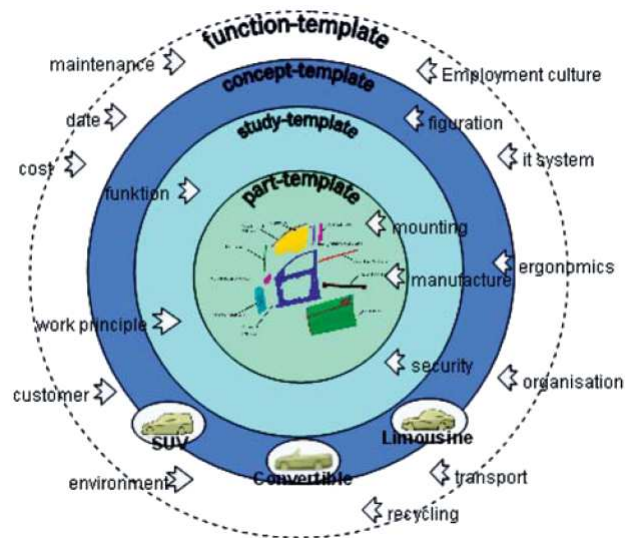 function-template
maintenance
Employment culture
concept-template
date
figuration
study-template
cost
it system
funktion
part-template
mounting
ergonomics
manufacture
work principle
security
customer
organisation
SUV
Limousine
Convertible
environment
transport
recycling